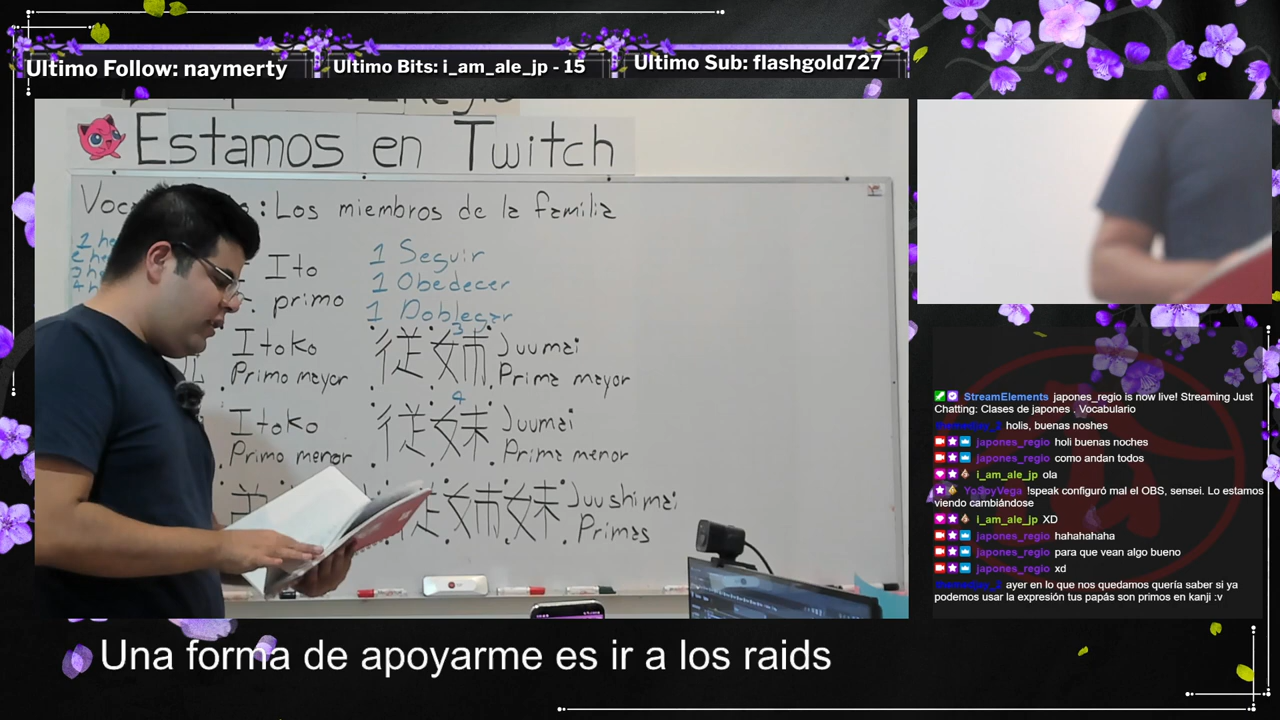 Ultimo Follow: naymerty
Ultimo Bits: i_am_ale_jp - 15
Ultimo Sub: flashgold727
Estamos en Twitch
: Los miembros de la familia
1 Seguir
1 Obedecer
1 Doblegar
Ito
primo
Itoko
Primo mayor
3
従姉 Juumai
Prima mayor
Itoko
Primo menor
4
従妹 Juumai
Prima menor
従姉妹 Juushimai
Primas
StreamElements japones_regio is now live! Streaming Just
Chatting: Clases de japones . Vocabulario
holis, buenas noshes
japones_regio holi buenas noches
japones_regio como andan todos
i_am_ale_jp ola
YoSoyVega !speak configuró mal el OBS, sensei. Lo estamos
viendo cambiándose
i_am_ale_jp XD
japones_regio hahahahaha
japones_regio para que vean algo bueno
japones_regio xd
ayer en lo que nos quedamos quería saber si ya
podemos usar la expresión tus papás son primos en kanji :v
Una forma de apoyarme es ir a los raids